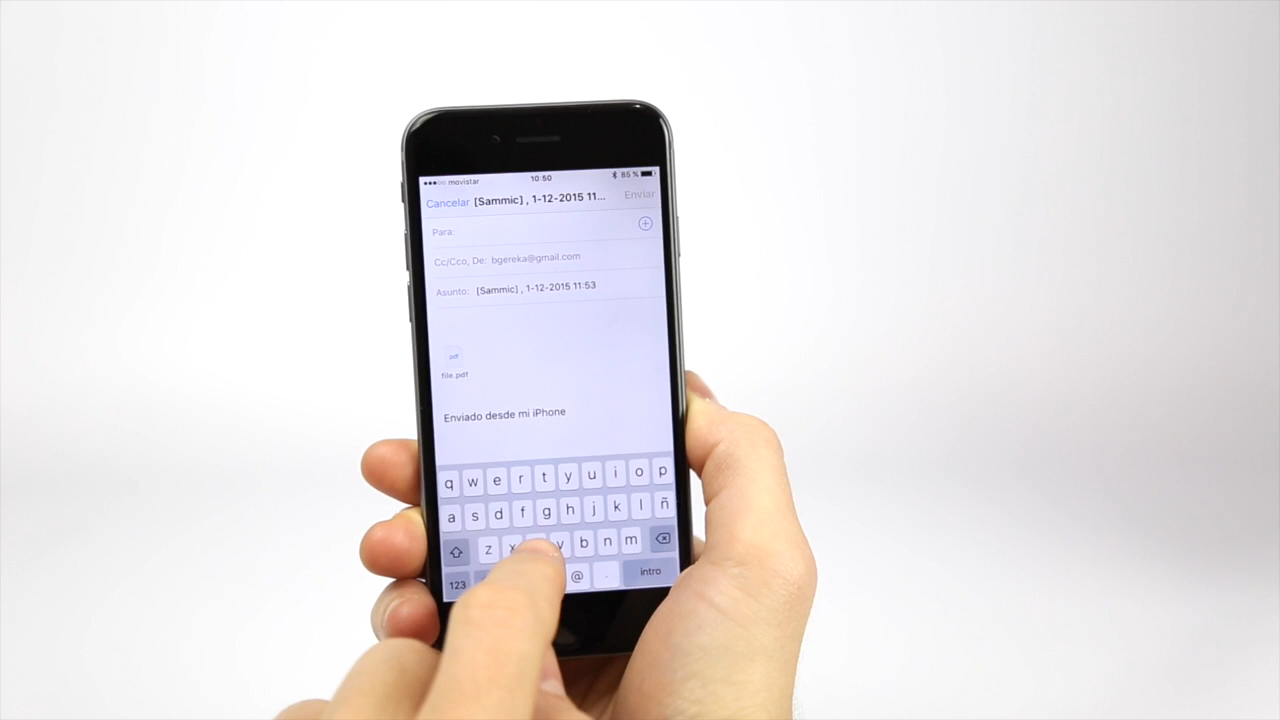 movistar 10:50 85 %
Cancelar [Sammic] , 1-12-2015 11... Enviar
Para:
Cc/Cco, De: bgereka@gmail.com
Asunto: [Sammic] , 1-12-2015 11:53
pdf
file.pdf
Enviado desde mi iPhone
q w e r t y u i o p
a s d f g h j k l ñ
z x v b n m
123 @ . intro